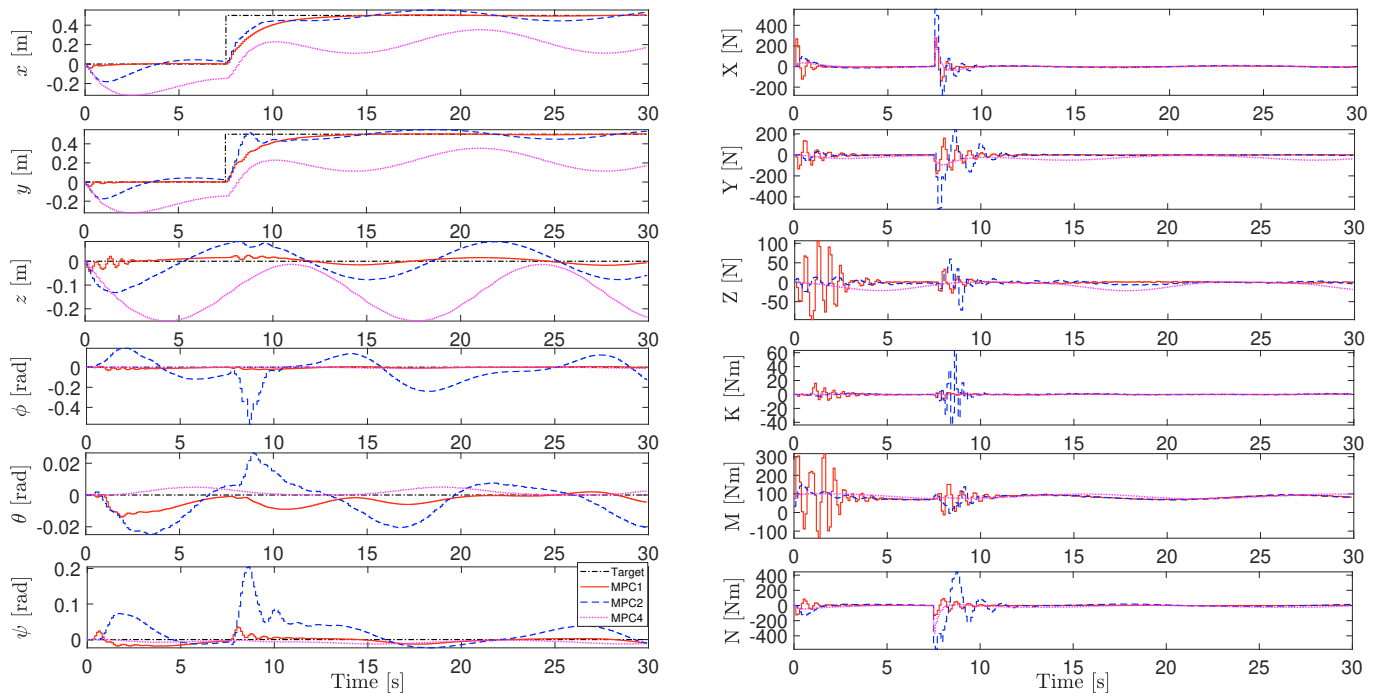 x [m]
0.4
0.2
0
-0.2
0 5 10 15 20 25 30
y [m]
0.4
0.2
0
-0.2
0 5 10 15 20 25 30
z [m]
0.1
0
-0.1
-0.2
0 5 10 15 20 25 30
ϕ [rad]
0
-0.2
-0.4
0 5 10 15 20 25 30
θ [rad]
0.02
0
-0.02
0 5 10 15 20 25 30
ψ [rad]
0.2
0.1
0
Target
MPC1
MPC2
MPC4
0 5 10 15 20 25 30
Time [s]
X [N]
400
200
0
-200
0 5 10 15 20 25 30
Y [N]
200
0
-200
-400
0 5 10 15 20 25 30
Z [N]
100
50
0
-50
0 5 10 15 20 25 30
K [Nm]
60
40
20
0
-20
-40
0 5 10 15 20 25 30
M [Nm]
300
200
100
0
-100
0 5 10 15 20 25 30
N [Nm]
400
200
0
-200
-400
0 5 10 15 20 25 30
Time [s]